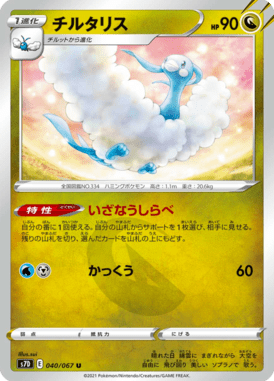 1進化
チルタリス
HP 90
チルットから進化
全国図鑑NO.334 ハミングポケモン 高さ:1.1m 重さ:20.6kg
特性 いざなうしらべ
自分の番に1回使える。自分の山札からサポートを1枚選び、相手に見せる。
残りの山札を切り、選んだカードを山札の上にもどす。
かっくう 60
弱点 抵抗力 にげる
Illus.sui
s7D E 040/067 U
晴れた日 綿雲に まぎれながら 大空を
自由に 飛び 美しい ソプラノで 歌う。
©2021 Pokémon/Nintendo/Creatures/GAME FREAK.